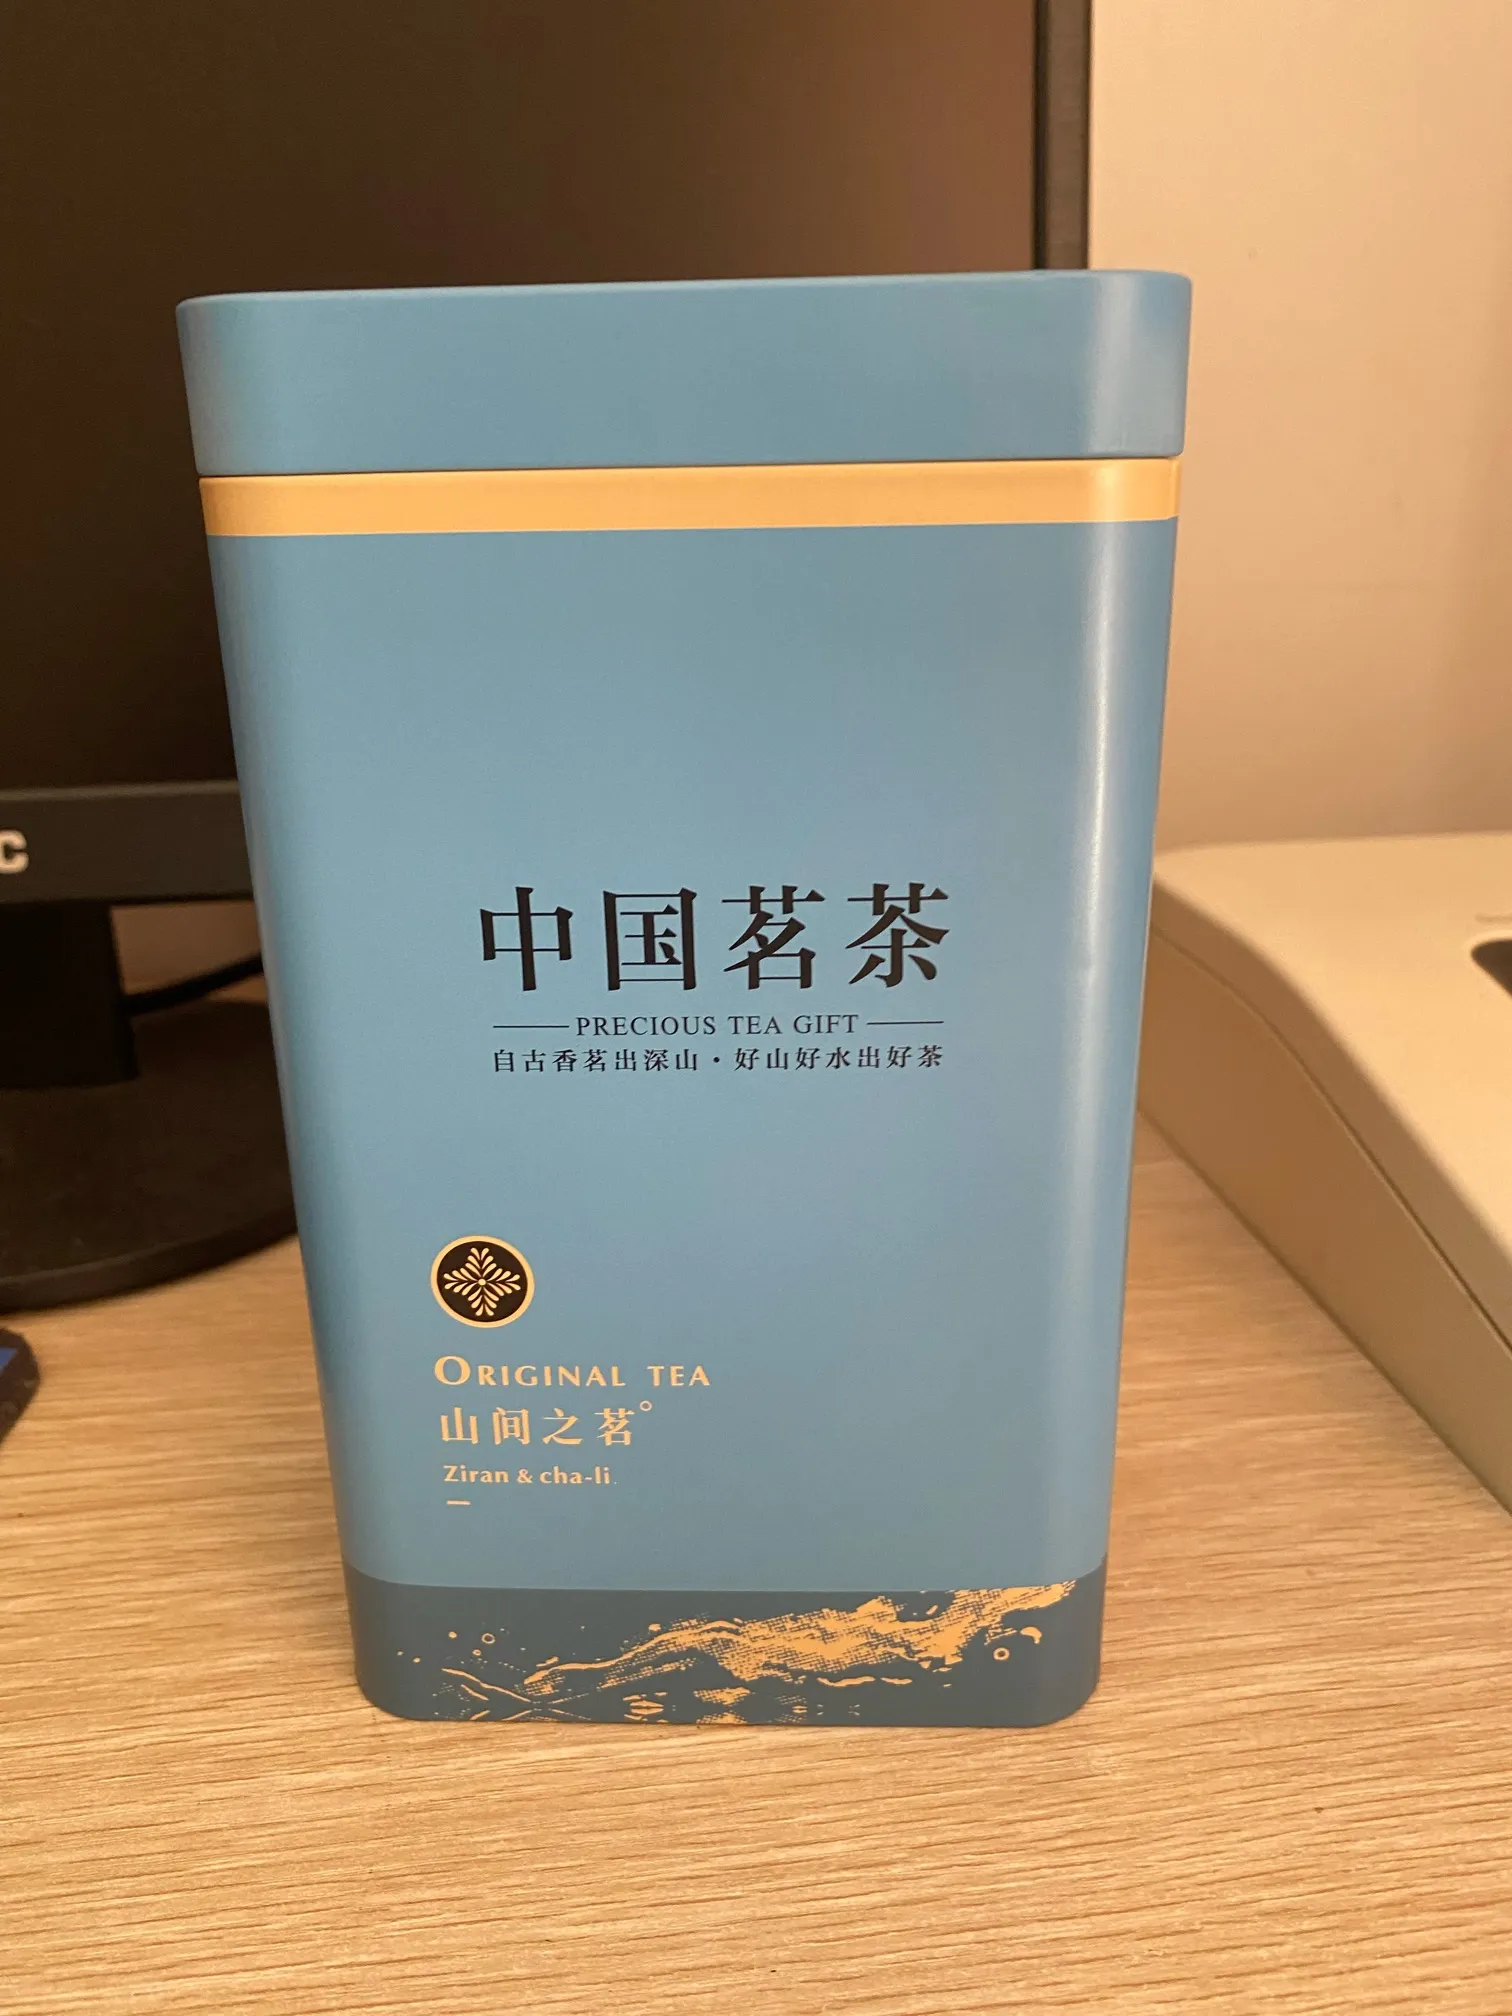 C
中国茗茶
PRECIOUS TEA GIFT
自古香茗出深山·好山好水出好茶
ORIGINAL TEA
山间之茗°
Ziran & cha-li.